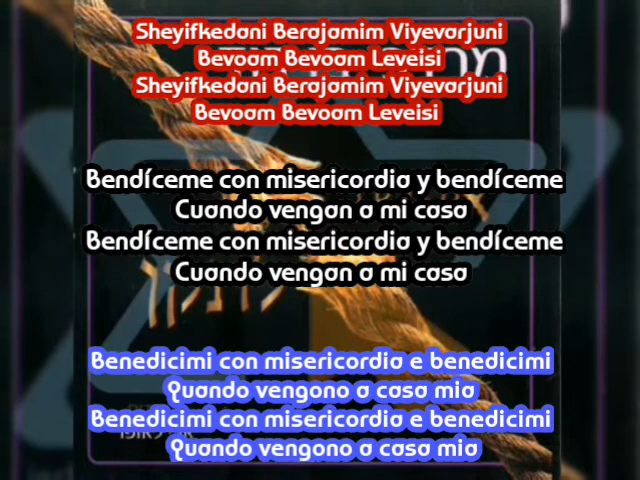 Sheyifkedani Berajamim Viyevarjuni
Bevoam Bevoam Leveisi
Sheyifkedani Berajamim Viyevarjuni
Bevoam Bevoam Leveisi
Bendíceme con misericordia y bendíceme
Cuando vengan a mi casa
Bendíceme con misericordia y bendíceme
Cuando vengan a mi casa
Benedicimi con misericordia e benedicimi
Quando vengono a casa mia
Benedicimi con misericordia e benedicimi
Quando vengono a casa mia